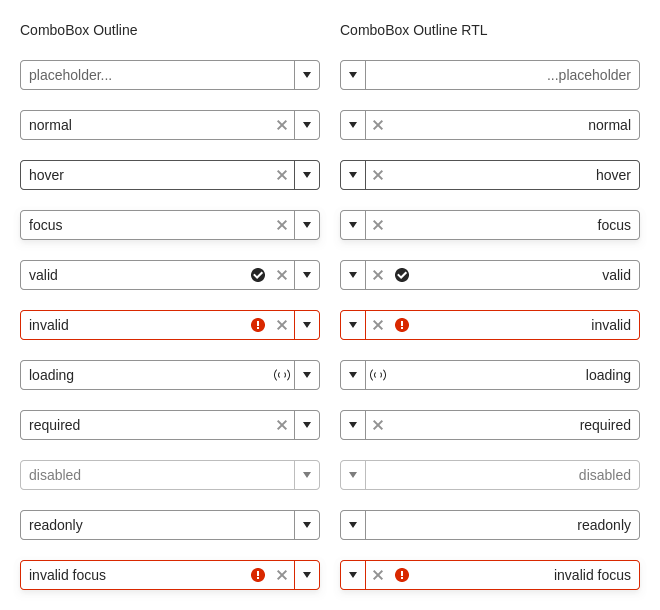 ComboBox Outline
placeholder...
normal
hover
focus
valid
invalid
loading
required
disabled
readonly
invalid focus
ComboBox Outline RTL
...placeholder
normal
hover
focus
valid
invalid
loading
required
disabled
readonly
invalid focus